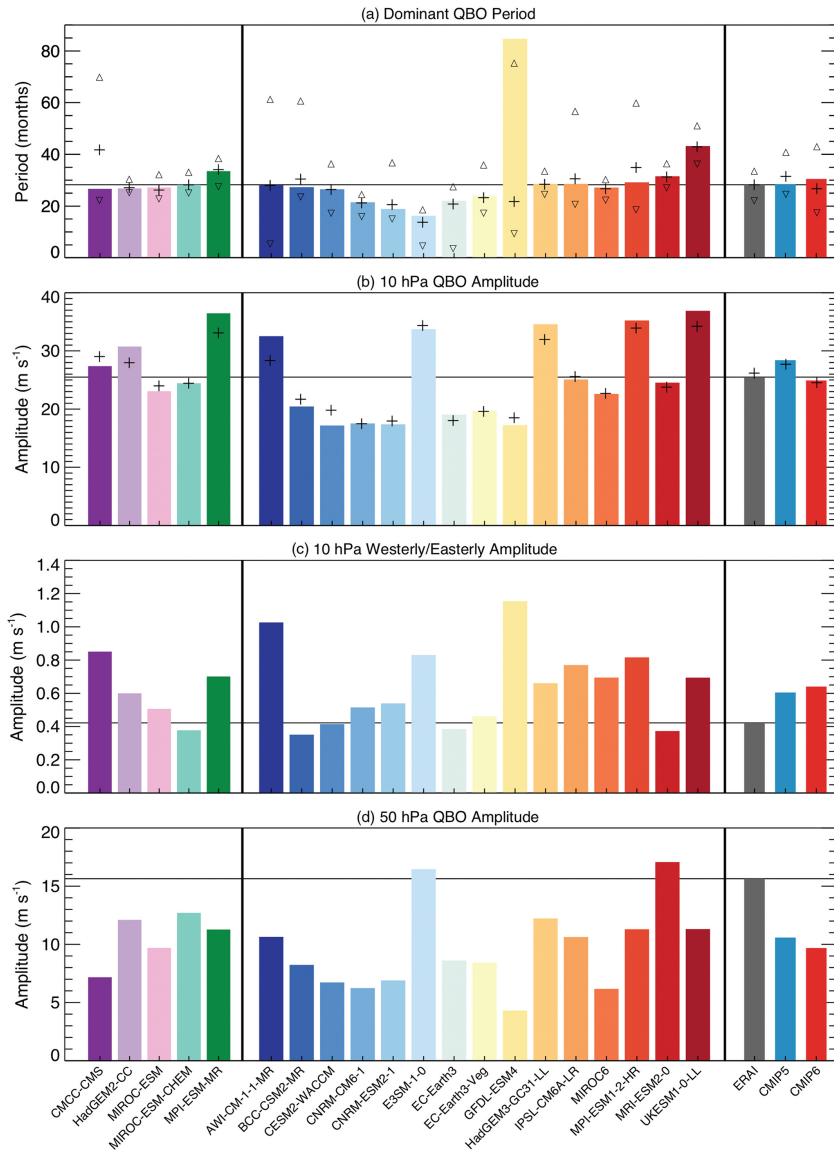 (a) Dominant QBO Period
Period (months)
80
60
40
20
0
(b) 10 hPa QBO Amplitude
Amplitude (m s⁻¹)
40
30
20
10
0
(c) 10 hPa Westerly/Easterly Amplitude
Amplitude (m s⁻¹)
1.4
1.2
1.0
0.8
0.6
0.4
0.2
0.0
(d) 50 hPa QBO Amplitude
Amplitude (m s⁻¹)
20
15
10
5
0
CMCC-CMS
HadGEM2-CC
MIROC-ESM
MIROC-ESM-CHEM
MPI-ESM-MR
AWI-CM-1-1-MR
BCC-CSM2-MR
CESM2-WACCM
CNRM-CM6-1
CNRM-ESM2-1
E3SM-1-0
EC-Earth3
EC-Earth3-Veg
GFDL-ESM4
HadGEM3-GC31-LL
IPSL-CM6A-LR
MIROC6
MPI-ESM1-2-HR
MRI-ESM2-0
UKESM1-0-LL
ERAI
CMIP5
CMIP6